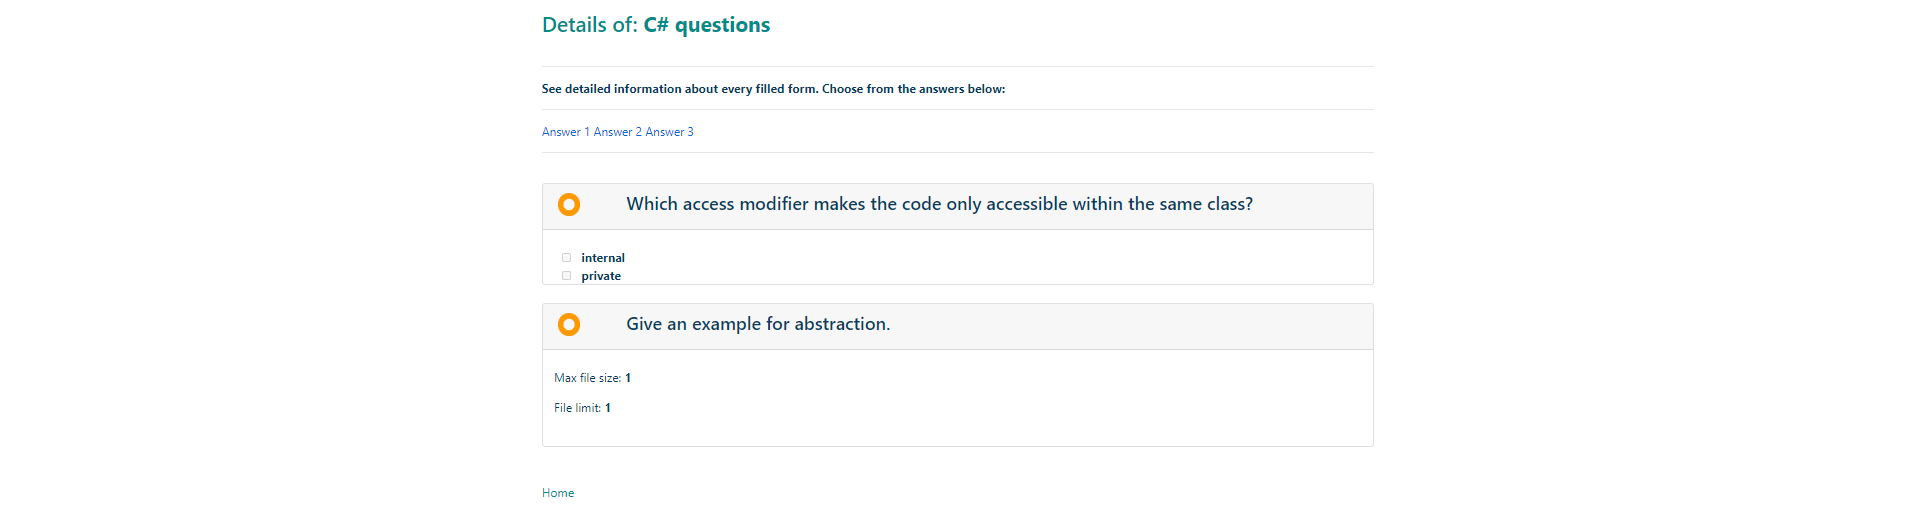 Details of: C# questions
See detailed information about every filled form. Choose from the answers below:
Answer 1 Answer 2 Answer 3
Which access modifier makes the code only accessible within the same class?
internal
private
Give an example for abstraction.
Max file size: 1
File limit: 1
Home